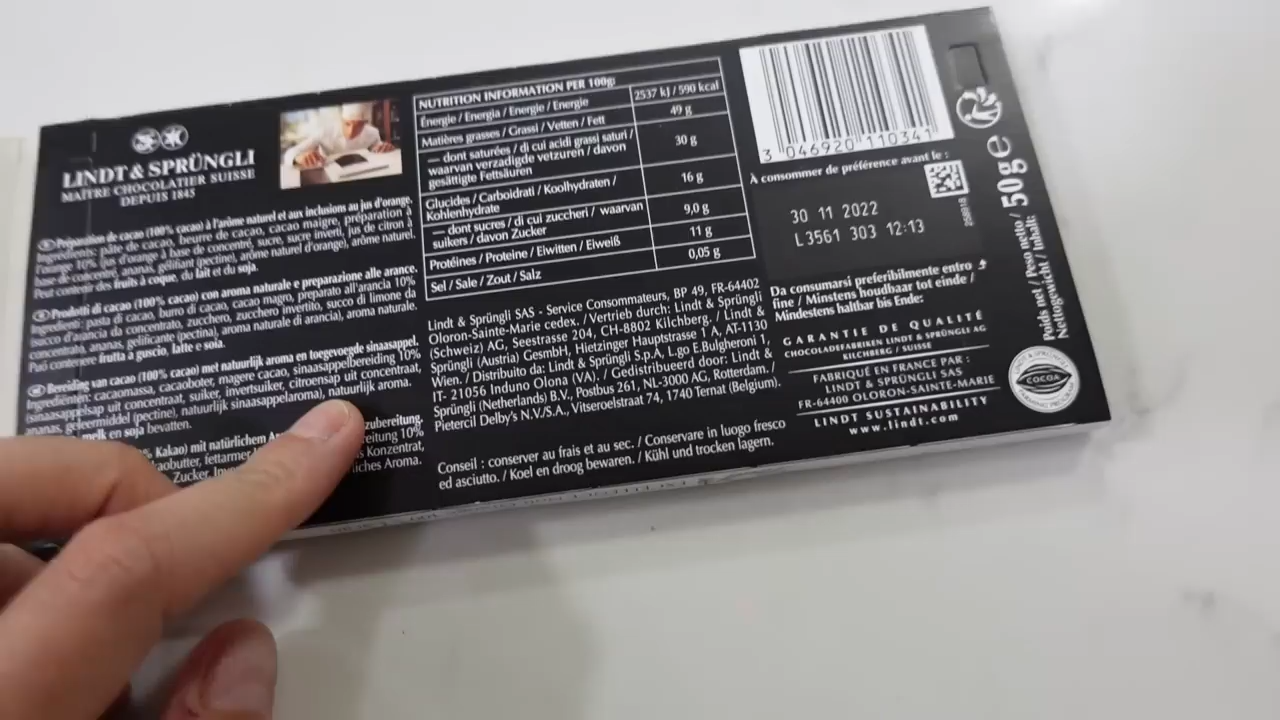 LINDT & SPRÜNGLI
MAÎTRE CHOCOLATIER SUISSE
DEPUIS 1845
Préparation de cacao (100% cacao) à l'arôme naturel et aux inclusions au jus d'orange.
Ingrédients: pâte de cacao, beurre de cacao, cacao maigre, préparation à
l'orange 10% (jus d'orange à base de concentré, sucre, sucre inverti, jus de citron à
base de concentré, ananas, gélifiant (pectine), arôme naturel d'orange), arôme naturel.
Peut contenir des fruits à coque, du lait et du soja.
Prodotti di cacao (100% cacao) con aroma naturale e preparazione alle arance.
Ingredienti: pasta di cacao, burro di cacao, cacao magro, preparato all'arancia 10%
(succo d'arancia da concentrato, zucchero, zucchero invertito, succo di limone da
concentrato, ananas, gelificante (pectina), aroma naturale di arancia), aroma naturale.
Può contenere frutta a guscio, latte e soia.
Bereiding van cacao (100% cacao) met natuurlijk aroma en toegevoegde sinaasappel.
Ingrediënten: cacaomassa, cacaoboter, magere cacao, sinaasappelbereiding 10%
(sinaasappelsap uit concentraat, suiker, invertsuiker, citroensap uit concentraat,
ananas, geleermiddel (pectine), natuurlijk sinaasappelaroma), natuurlijk aroma.
melk en soja bevatten.
Kakao) mit natürlichem zubereitung.
kaobutter, fettarmer eitung 10%
Zucker, Konzentrat,
liches Aroma.
NUTRITION INFORMATION PER 100g:
Énergie / Energia / Energie / Energie 2537 kJ / 590 kcal
Matières grasses / Grassi / Vetten / Fett 49 g
— dont saturées / di cui acidi grassi saturi /
waarvan verzadigde vetzuren / davon
gesättigte Fettsäuren 30 g
Glucides / Carboidrati / Koolhydraten /
Kohlenhydrate 16 g
— dont sucres / di cui zuccheri / waarvan
suikers / davon Zucker 9,0 g
Protéines / Proteine / Eiwitten / Eiweiß 11 g
Sel / Sale / Zout / Salz 0,05 g
Lindt & Sprüngli SAS - Service Consommateurs, BP 49, FR-64402
Oloron-Sainte-Marie cedex. / Vertrieb durch: Lindt & Sprüngli
(Schweiz) AG, Seestrasse 204, CH-8802 Kilchberg. / Lindt &
Sprüngli (Austria) GesmbH, Hietzinger Hauptstrasse 1 A, AT-1130
Wien. / Distribuito da: Lindt & Sprüngli S.p.A, L.go E.Bulgheroni 1,
IT- 21056 Induno Olona (VA). / Gedistribueerd door: Lindt &
Sprüngli (Netherlands) B.V., Postbus 261, NL-3000 AG, Rotterdam. /
Pietercil Delby's N.V./S.A., Vitseroelstraat 74, 1740 Ternat (Belgium).
Conseil : conserver au frais et au sec. / Conservare in luogo fresco
ed asciutto. / Koel en droog bewaren. / Kühl und trocken lagern.
3 046920 110341
À consommer de préférence avant le :
30 11 2022
L3561 303 12:13
Da consumarsi preferibilmente entro
fine / Minstens houdbaar tot einde /
Mindestens haltbar bis Ende:
GARANTIE DE QUALITÉ
CHOCOLADEFABRIKEN LINDT & SPRÜNGLI AG
KILCHBERG / SUISSE
FABRIQUÉ EN FRANCE PAR :
LINDT & SPRÜNGLI SAS
FR-64400 OLORON-SAINTE-MARIE
LINDT SUSTAINABILITY
www.lindt.com
Poids net / Peso netto /
Nettogewicht / Inhalt:
50g e
COCOA